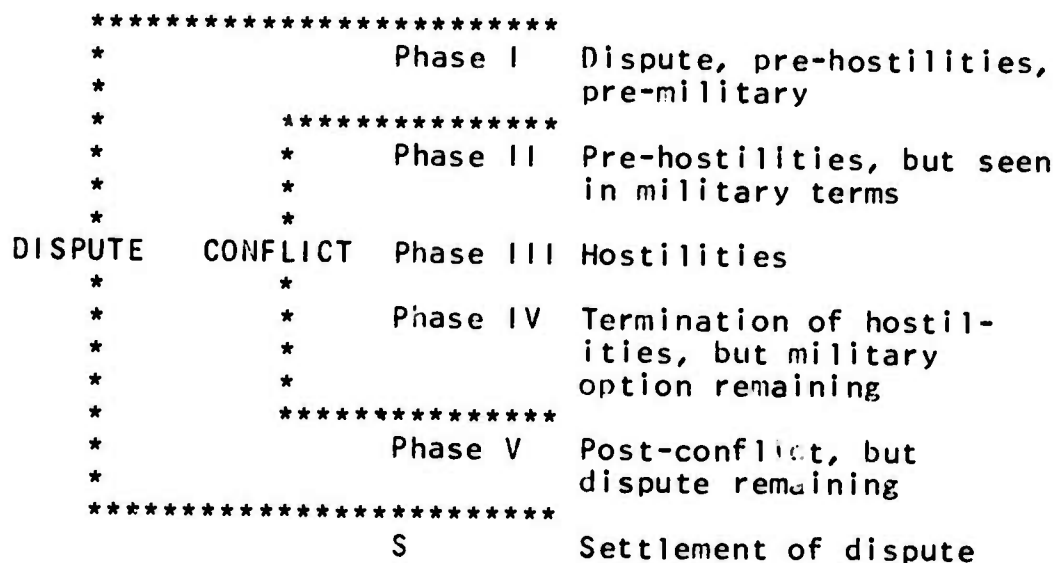 **************************
* Phase I Dispute, pre-hostilities,
* pre-military
* ***************
* * Phase II Pre-hostilities, but seen
* * in military terms
* *
DISPUTE CONFLICT Phase III Hostilities
* *
* * Phase IV Termination of hostil-
* * ities, but military
* * option remaining
* ***************
* Phase V Post-conflict, but
* dispute remaining
**************************
S Settlement of dispute